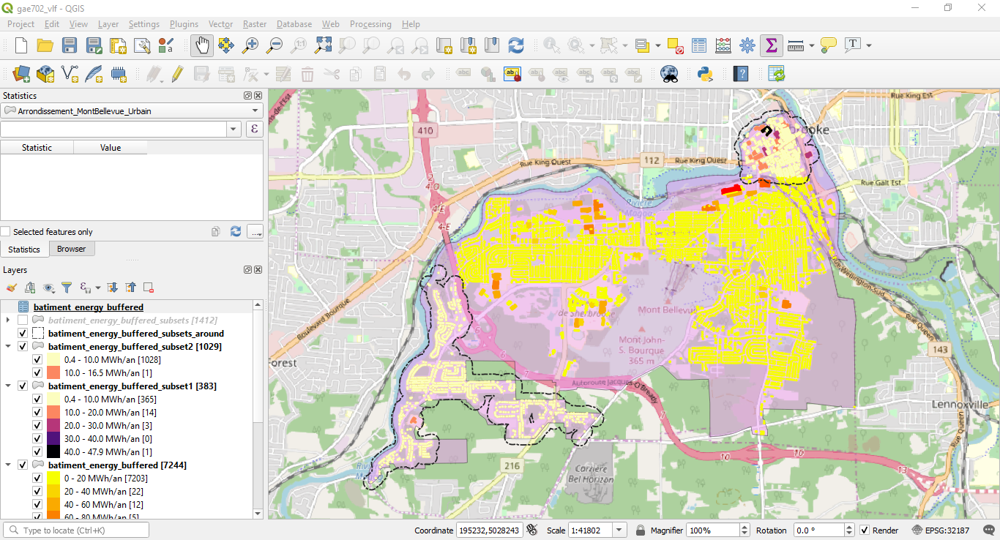 gae702_vlf - QGIS
Project Edit View Layer Settings Plugins Vector Raster Database Web Processing Help
Statistics
Arrondissement_MontBellevue_Urbain
ε
Statistic Value
Selected features only
Statistics Browser
Layers
batiment_energy_buffered
batiment_energy_buffered_subsets [1412]
batiment_energy_buffered_subsets_around
batiment_energy_buffered_subset2 [1029]
0.4 - 10.0 MWh/an [1028]
10.0 - 16.5 MWh/an [1]
batiment_energy_buffered_subset1 [383]
0.4 - 10.0 MWh/an [365]
10.0 - 20.0 MWh/an [14]
20.0 - 30.0 MWh/an [3]
30.0 - 40.0 MWh/an [0]
40.0 - 47.9 MWh/an [1]
batiment_energy_buffered [7244]
0 - 20 MWh/an [7203]
20 - 40 MWh/an [22]
40 - 60 MWh/an [12]
60 - 80 MWh/an [5]
Rue King Est
410
brooke
112
Rue King Ouest
Rue King Ouest
Rue Galt Est
2
4-O
4-E
4-E
Rivière
Magog
Rue Wellington Sud
Boulevard Bourque
de Sherbrooke
Mont Bellevue
Mont John-
S. Bourque
365 m
Rue Queen
143
Forest
6
8
7
Autoroute Jacques-O'Bready
Lennoxville
Rue Queen
10
10
13
216
Carrière
Bel Horizon
Type to locate (Ctrl+K) Coordinate 195232,5028243 Scale 1:41802 Magnifier 100% Rotation 0.0 ° Render EPSG:32187